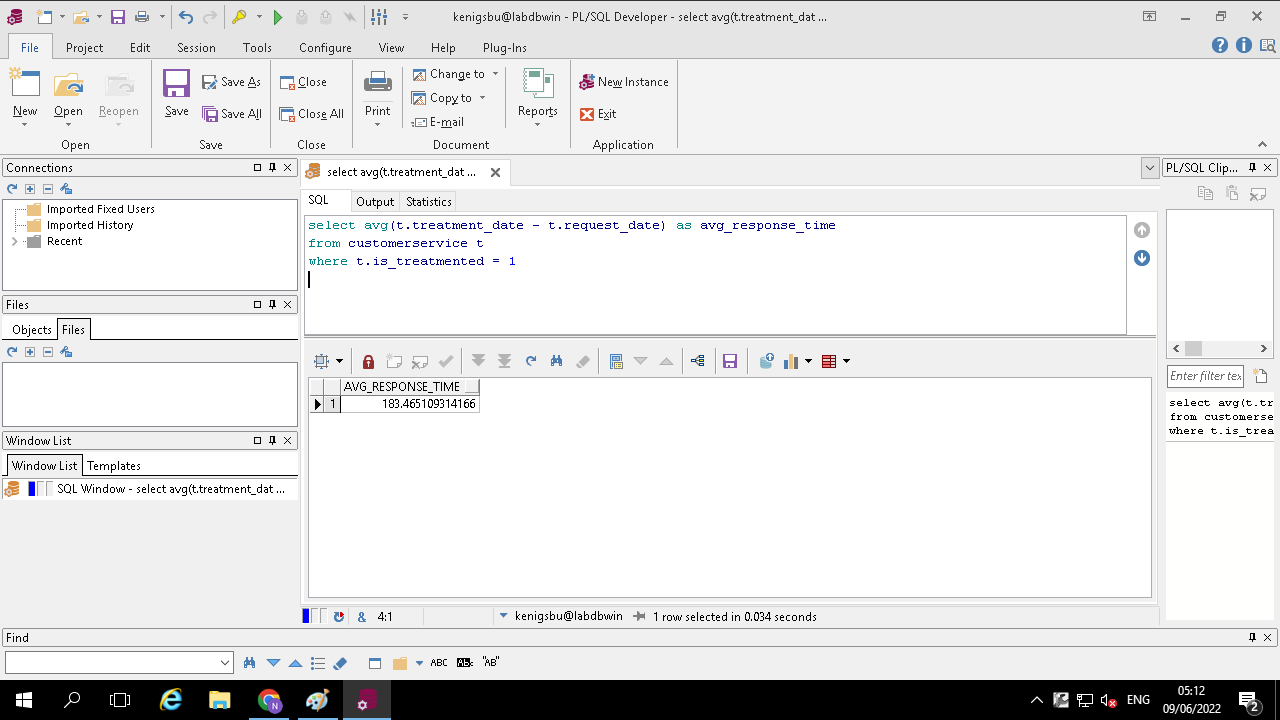 kenigsbu@labdbwin - PL/SQL Developer - select avg(t.treatment_dat ...
File Project Edit Session Tools Configure View Help Plug-Ins
New Open Reopen Save Save As Save All Close Close All Print Change to Copy to E-mail Reports New Instance Exit
Open Save Close Document Application
Connections
Imported Fixed Users
Imported History
Recent
Files
Objects Files
Window List
Window List Templates
SQL Window - select avg(t.treatment_dat ...
select avg(t.treatment_dat ...
SQL Output Statistics
select avg(t.treatment_date - t.request_date) as avg_response_time
from customerservice t
where t.is_treatmented = 1
AVG_RESPONSE_TIME
1 183.465109314166
& 4:1 kenigsbu@labdbwin 1 row selected in 0.034 seconds
PL/SQL Clip...
Enter filter tex
select avg(t.tr
from customerse
where t.is_trea
Find
ABC AB "AB"
ENG 05:12
09/06/2022
2